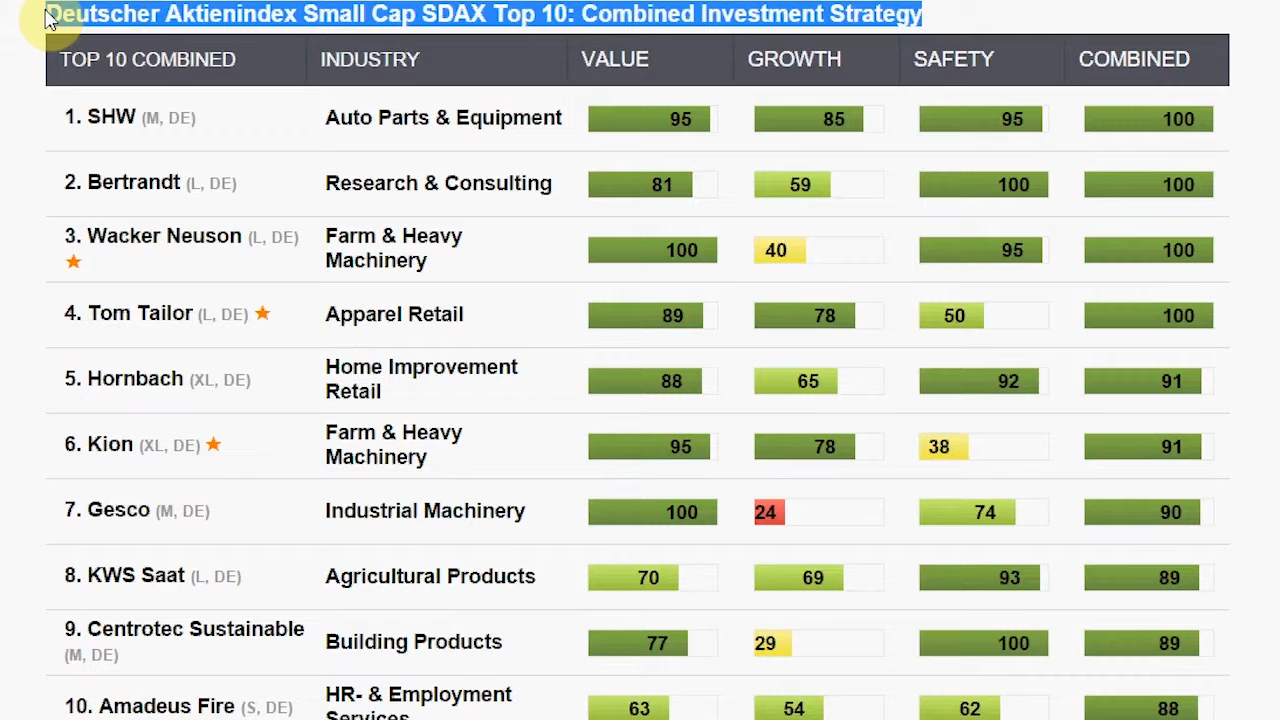 Deutscher Aktienindex Small Cap SDAX Top 10: Combined Investment Strategy
TOP 10 COMBINED INDUSTRY VALUE GROWTH SAFETY COMBINED
1. SHW (M, DE) Auto Parts & Equipment 95 85 95 100
2. Bertrandt (L, DE) Research & Consulting 81 59 100 100
3. Wacker Neuson (L, DE) ★ Farm & Heavy
Machinery 100 40 95 100
4. Tom Tailor (L, DE) ★ Apparel Retail 89 78 50 100
5. Hornbach (XL, DE) Home Improvement
Retail 88 65 92 91
6. Kion (XL, DE) ★ Farm & Heavy
Machinery 95 78 38 91
7. Gesco (M, DE) Industrial Machinery 100 24 74 90
8. KWS Saat (L, DE) Agricultural Products 70 69 93 89
9. Centrotec Sustainable
(M, DE) Building Products 77 29 100 89
10. Amadeus Fire (S, DE) HR- & Employment
Services 63 54 62 88